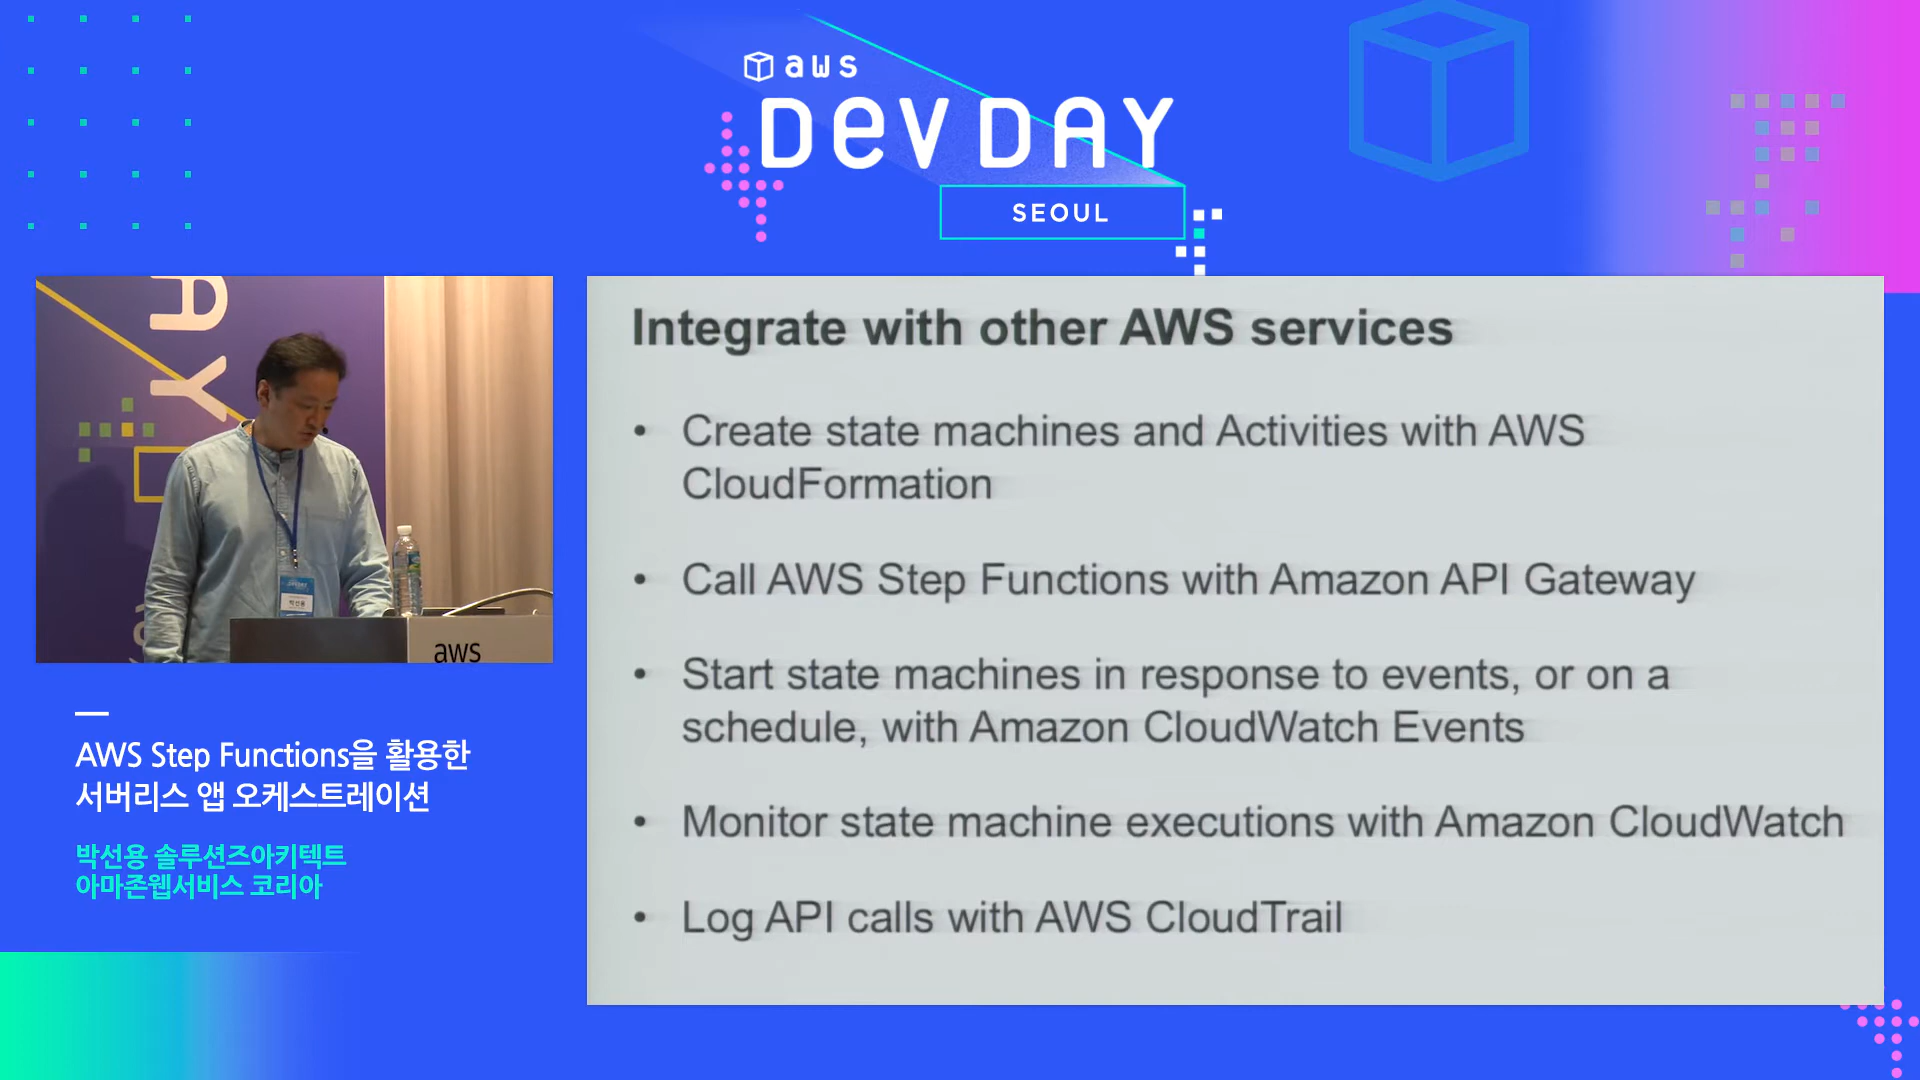 aws
DevDAY
SEOUL
AY
aws
박선용
AWS Step Functions을 활용한
서버리스 앱 오케스트레이션
박선용 솔루션즈아키텍트
아마존웹서비스 코리아
Integrate with other AWS services
• Create state machines and Activities with AWS
CloudFormation
• Call AWS Step Functions with Amazon API Gateway
• Start state machines in response to events, or on a
schedule, with Amazon CloudWatch Events
• Monitor state machine executions with Amazon CloudWatch
• Log API calls with AWS CloudTrail